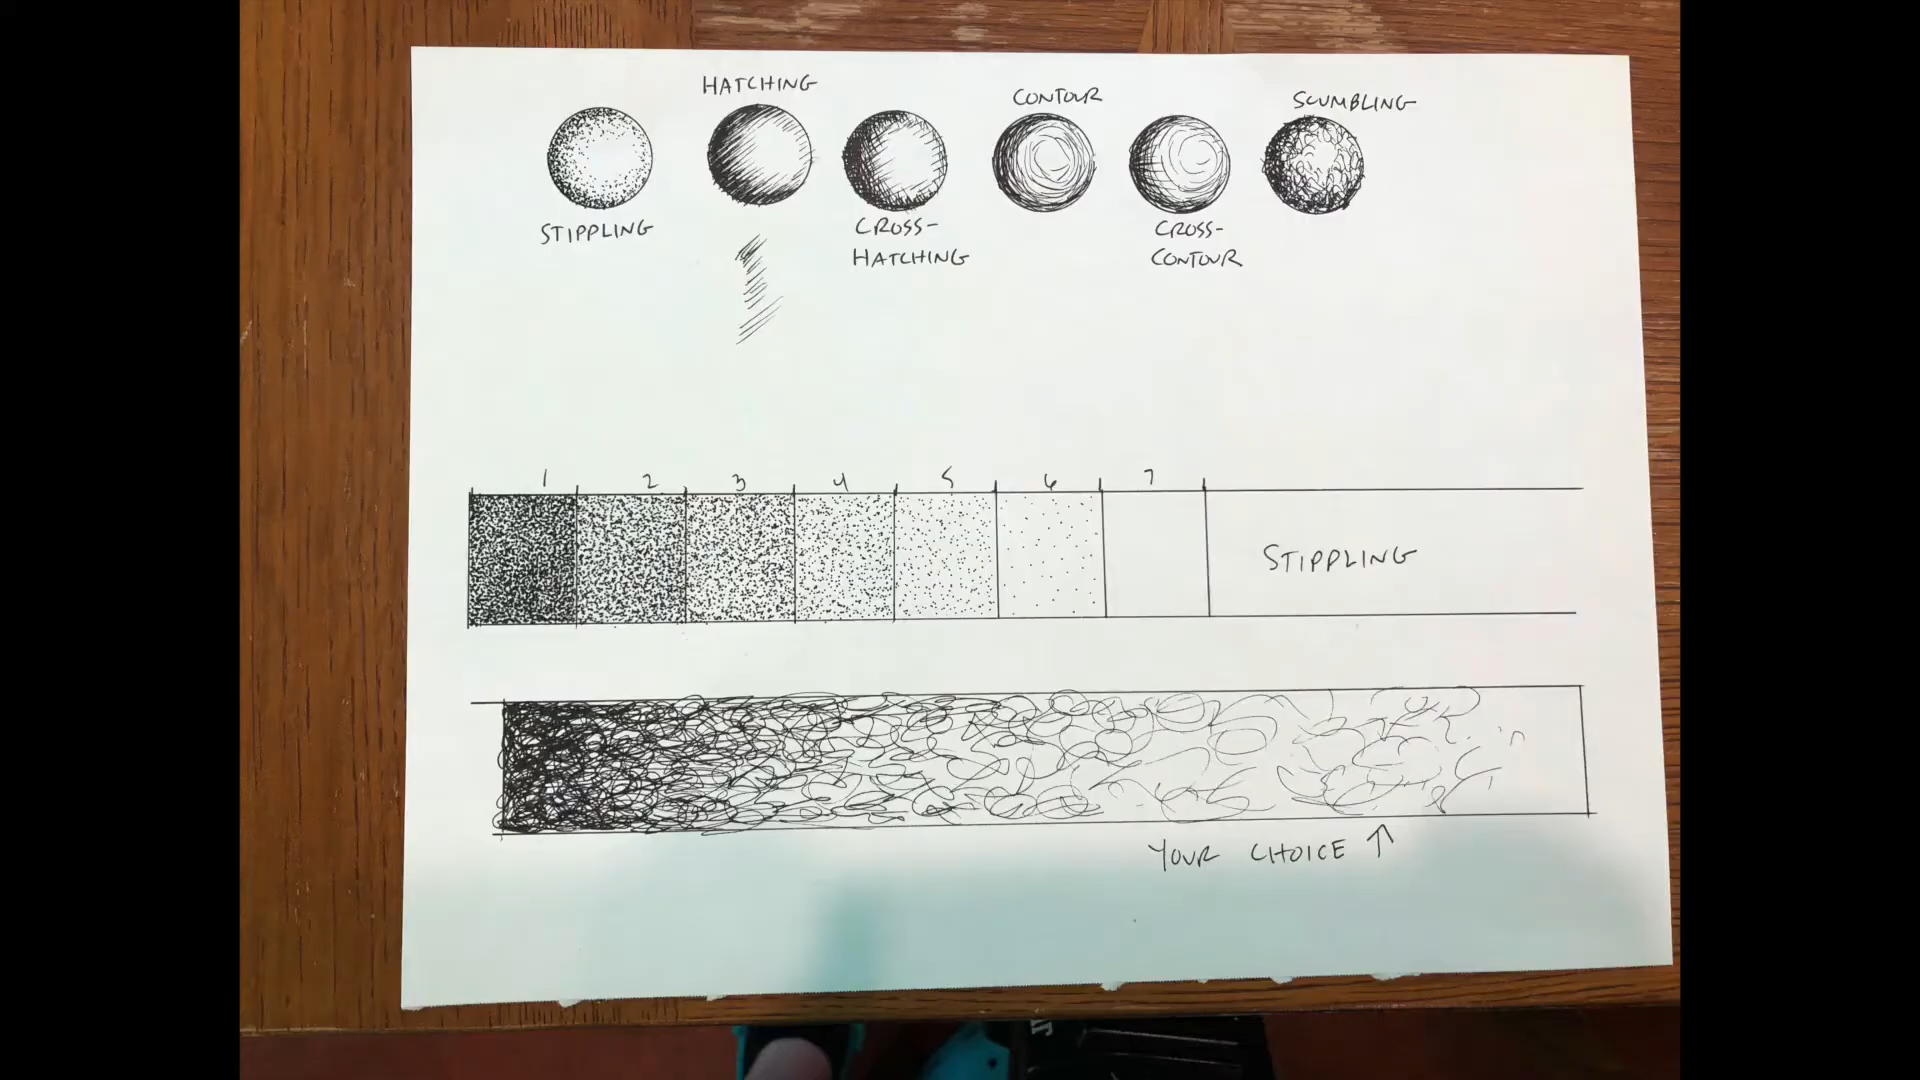 HATCHING
CONTOUR
SCUMBLING
STIPPLING
CROSS-
HATCHING
CROSS-
CONTOUR
1 2 3 4 5 6 7
STIPPLING
YOUR CHOICE ↑